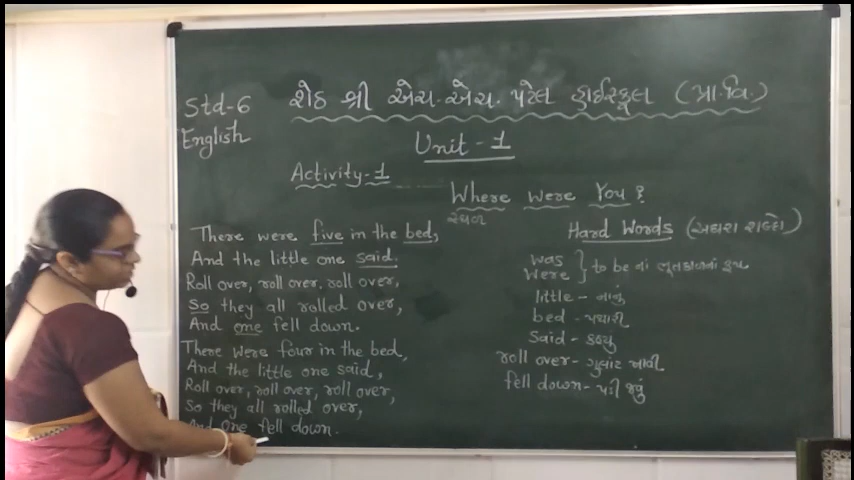 Std-6
English
શેઠ શ્રી એચ.એચ. પટેલ હાઈસ્કૂલ (પ્રા.વિ.)
Unit - 1
Activity-1
Where were You?
સ્થળ
There were five in the bed,
And the little one said.
Roll over, roll over, roll over,
So they all rolled over,
And one fell down.
There were four in the bed,
And the little one said,
Roll over, roll over, roll over,
So they all rolled over,
And one fell down.
Hard Words (અઘરા શબ્દો)
was
were } to be નાં ભૂતકાળનાં રૂપ
little - નાનું
bed - પથારી
said - કહ્યુ
roll over - ગુલાંટ ખાવી
fell down - પડી જવું